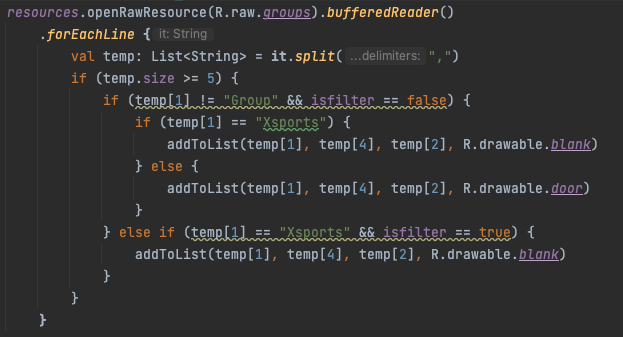 resources.openRawResource(R.raw.groups).bufferedReader()
    .forEachLine { it: String
        val temp: List<String> = it.split( ...delimiters: ",")
        if (temp.size >= 5) {
            if (temp[1] != "Group" && isfilter == false) {
                if (temp[1] == "Xsports") {
                    addToList(temp[1], temp[4], temp[2], R.drawable.blank)
                } else {
                    addToList(temp[1], temp[4], temp[2], R.drawable.door)
                }
            } else if (temp[1] == "Xsports" && isfilter == true) {
                addToList(temp[1], temp[4], temp[2], R.drawable.blank)
            }
        }
    }